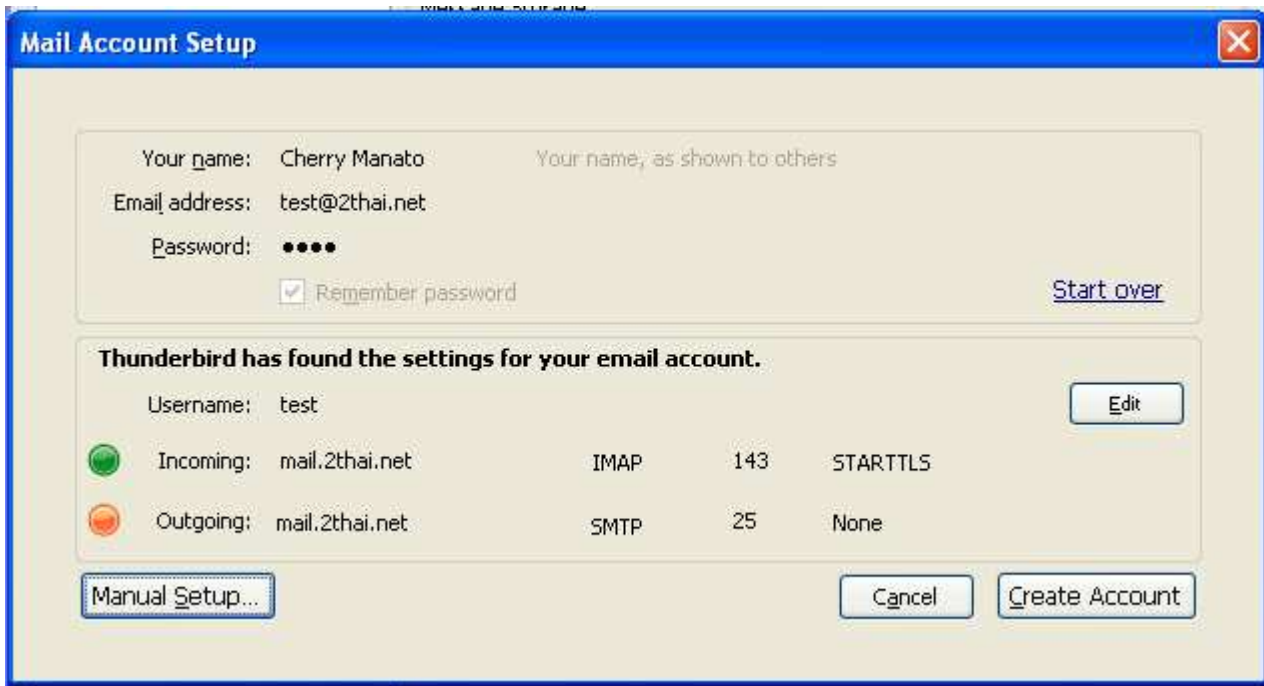 Message Storage
Mail Account Setup
Your name: Cherry Manato Your name, as shown to others
Email address: test@2thai.net
Password: ●●●●
Remember password Start over
Thunderbird has found the settings for your email account.
Username: test Edit
Incoming: mail.2thai.net IMAP 143 STARTTLS
Outgoing: mail.2thai.net SMTP 25 None
Manual Setup... Cancel Create Account